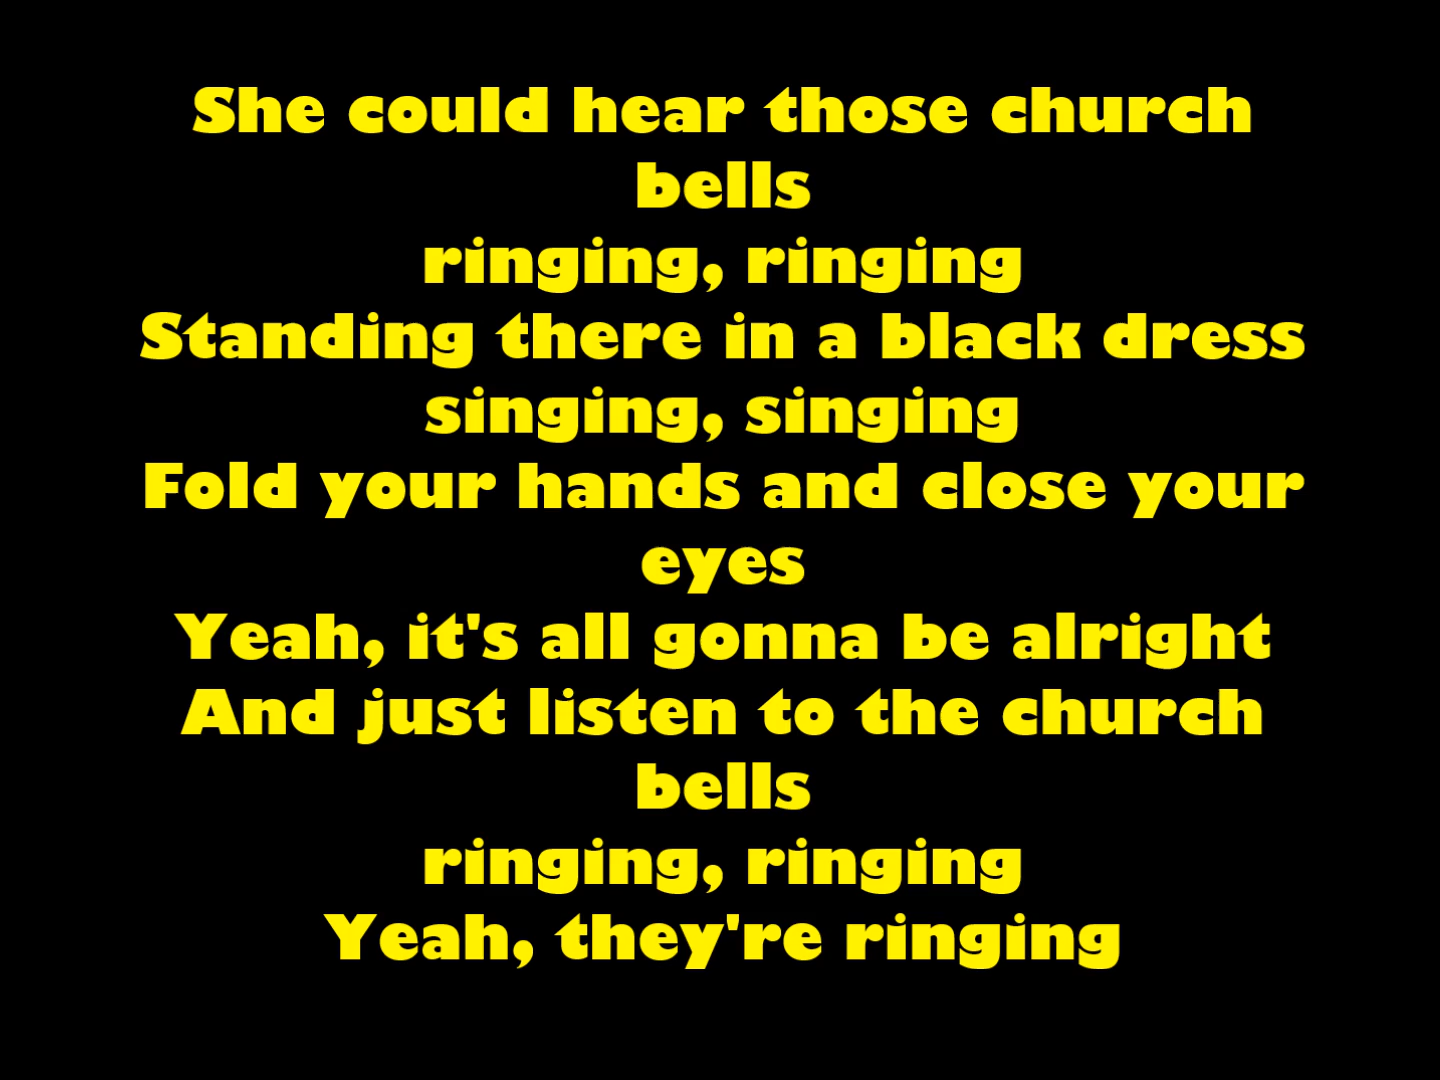 She could hear those church
bells
ringing, ringing
Standing there in a black dress
singing, singing
Fold your hands and close your
eyes
Yeah, it's all gonna be alright
And just listen to the church
bells
ringing, ringing
Yeah, they're ringing